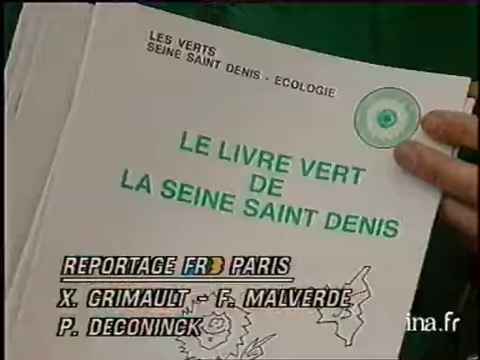 LES VERTS
SEINE SAINT DENIS - ECOLOGIE
LE LIVRE VERT
DE
LA SEINE SAINT DENIS
REPORTAGE FR3 PARIS
X. GRIMAULT - F. MALVERDE
P. DECONINCK
ina.fr